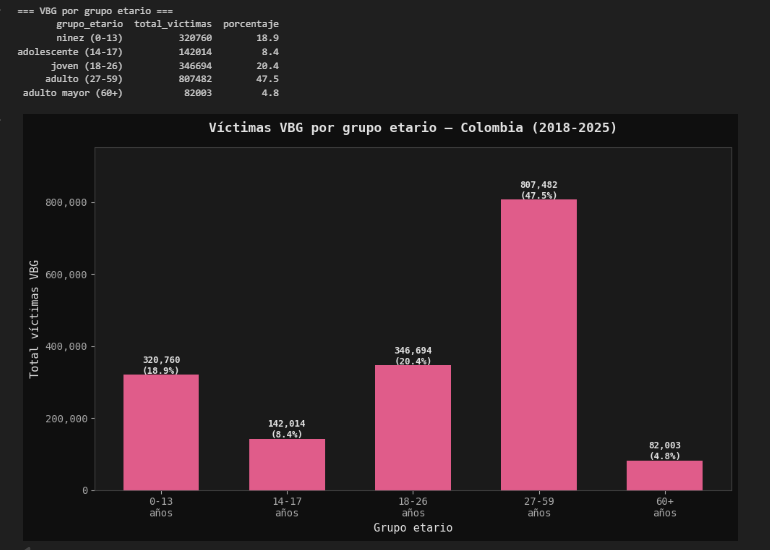 === VBG por grupo etario ===
grupo_etario total_victimas porcentaje
ninez (0-13) 320760 18.9
adolescente (14-17) 142014 8.4
joven (18-26) 346694 20.4
adulto (27-59) 807482 47.5
adulto mayor (60+) 82003 4.8
Víctimas VBG por grupo etario — Colombia (2018-2025)
Total víctimas VBG
800,000
600,000
400,000
200,000
0
320,760
(18.9%)
142,014
(8.4%)
346,694
(20.4%)
807,482
(47.5%)
82,003
(4.8%)
0-13
años
14-17
años
18-26
años
27-59
años
60+
años
Grupo etario